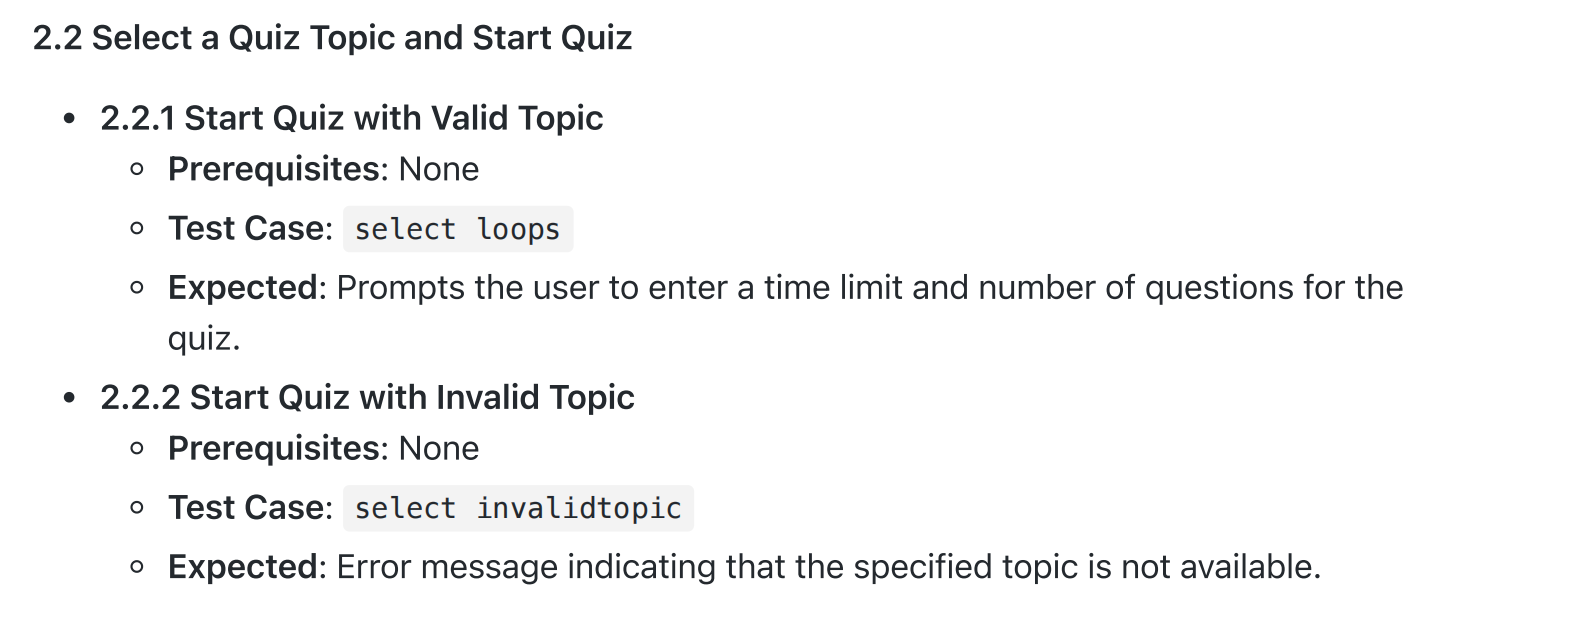 2.2 Select a Quiz Topic and Start Quiz
• 2.2.1 Start Quiz with Valid Topic
◦ Prerequisites: None
◦ Test Case: select loops
◦ Expected: Prompts the user to enter a time limit and number of questions for the
quiz.
• 2.2.2 Start Quiz with Invalid Topic
◦ Prerequisites: None
◦ Test Case: select invalidtopic
◦ Expected: Error message indicating that the specified topic is not available.